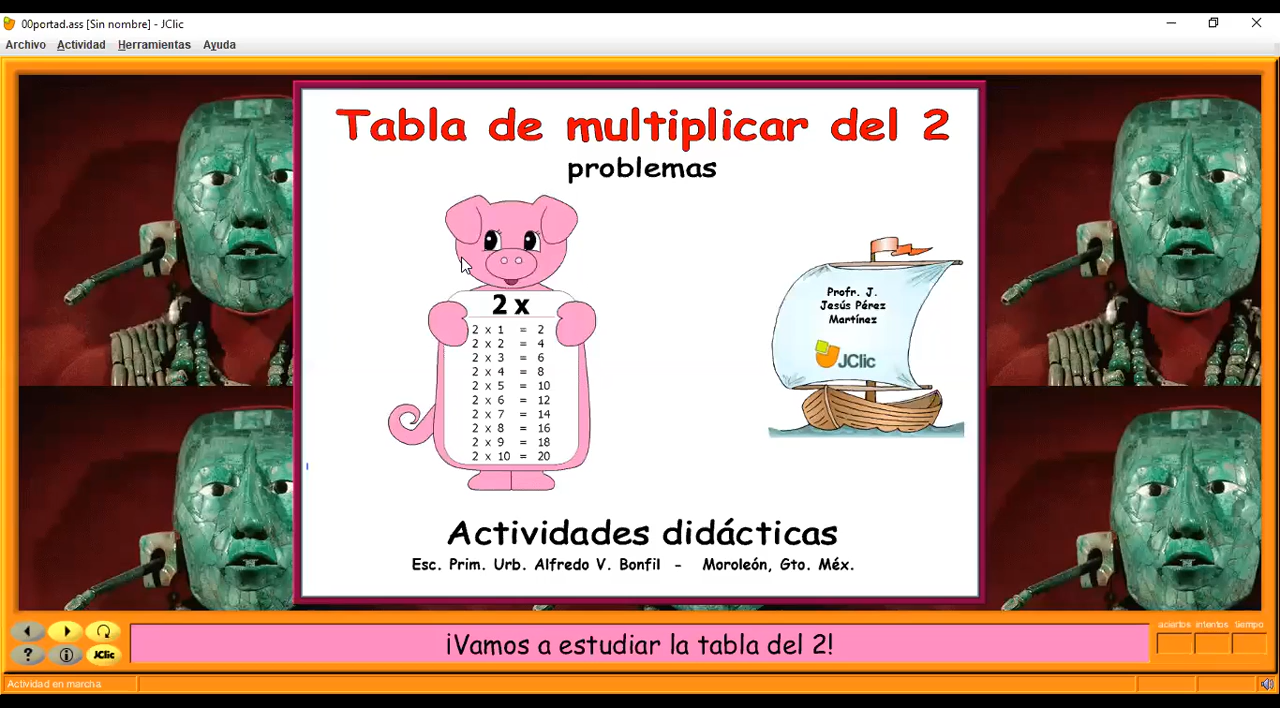 00portad.ass [Sin nombre] - JClic
Archivo Actividad Herramientas Ayuda
Tabla de multiplicar del 2
problemas
2 x
2 x 1 = 2
2 x 2 = 4
2 x 3 = 6
2 x 4 = 8
2 x 5 = 10
2 x 6 = 12
2 x 7 = 14
2 x 8 = 16
2 x 9 = 18
2 x 10 = 20
Profr. J.
Jesús Pérez
Martínez
JClic
Actividades didácticas
Esc. Prim. Urb. Alfredo V. Bonfil - Moroleón, Gto. Méx.
¡Vamos a estudiar la tabla del 2!
aciertos intentos tiempo
? i JClic
Actividad en marcha